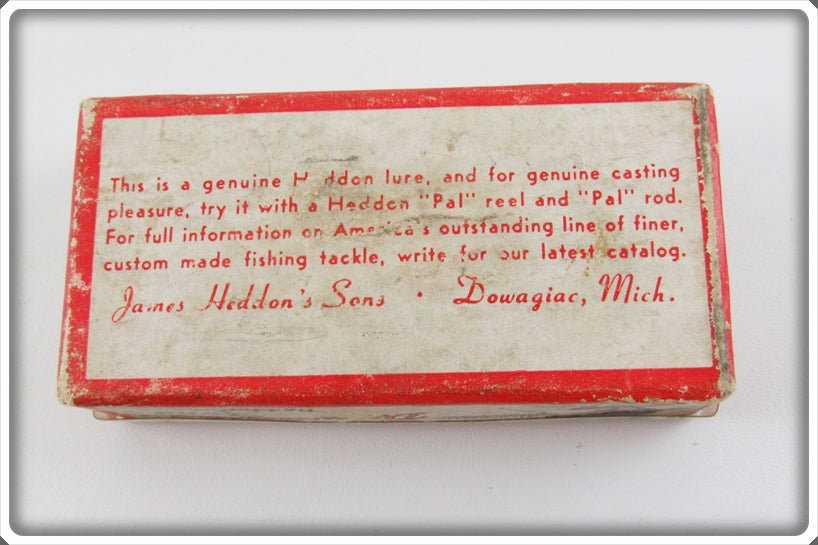 This is a genuine Heddon lure, and for genuine casting
pleasure, try it with a Heddon "Pal" reel and "Pal" rod.
For full information on America's outstanding line of finer,
custom made fishing tackle, write for our latest catalog.
James Heddon's Sons • Dowagiac, Mich.